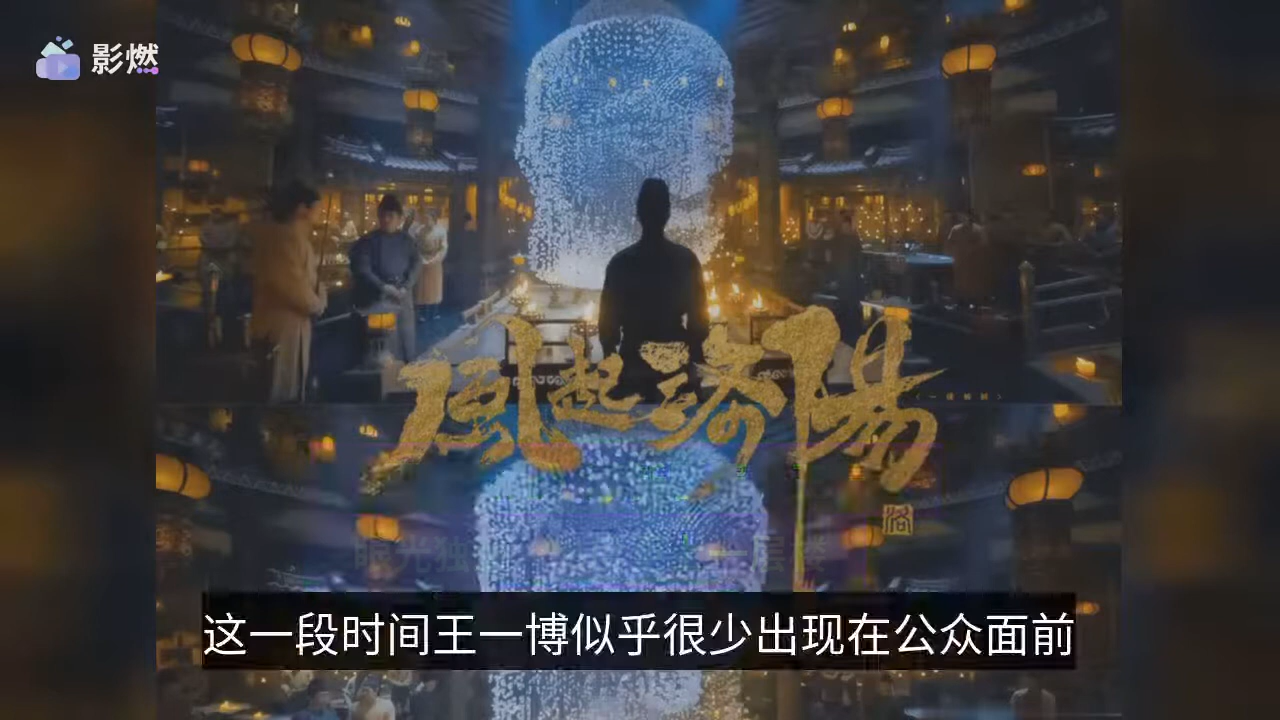 影燃
風起洛陽
洛
这一段时间王一博似乎很少出现在公众面前